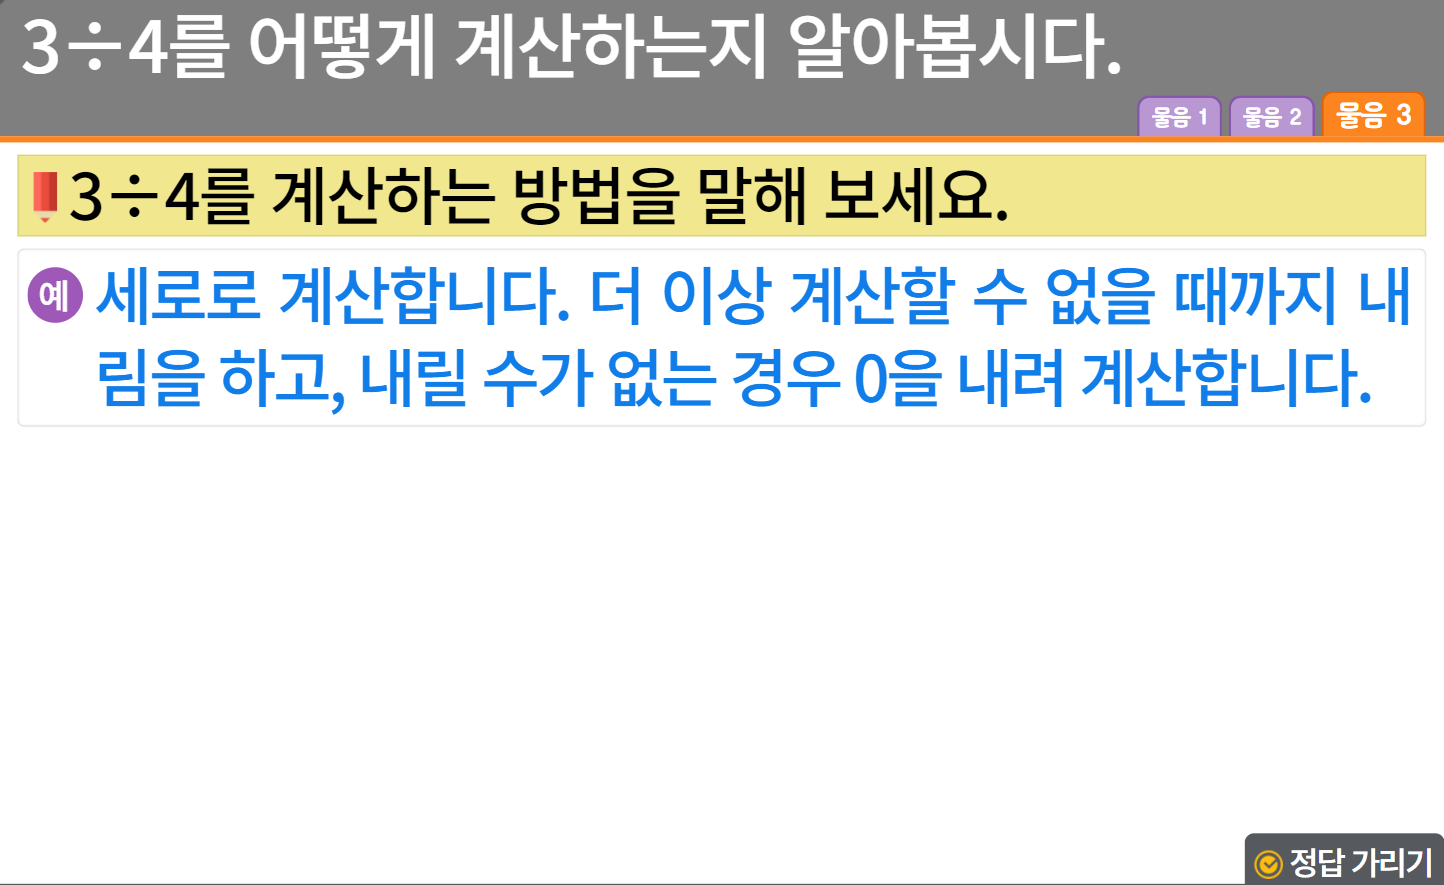 3÷4를 어떻게 계산하는지 알아봅시다.
물음 1 물음 2 물음 3
3÷4를 계산하는 방법을 말해 보세요.
예 세로로 계산합니다. 더 이상 계산할 수 없을 때까지 내
림을 하고, 내릴 수가 없는 경우 0을 내려 계산합니다.
정답 가리기